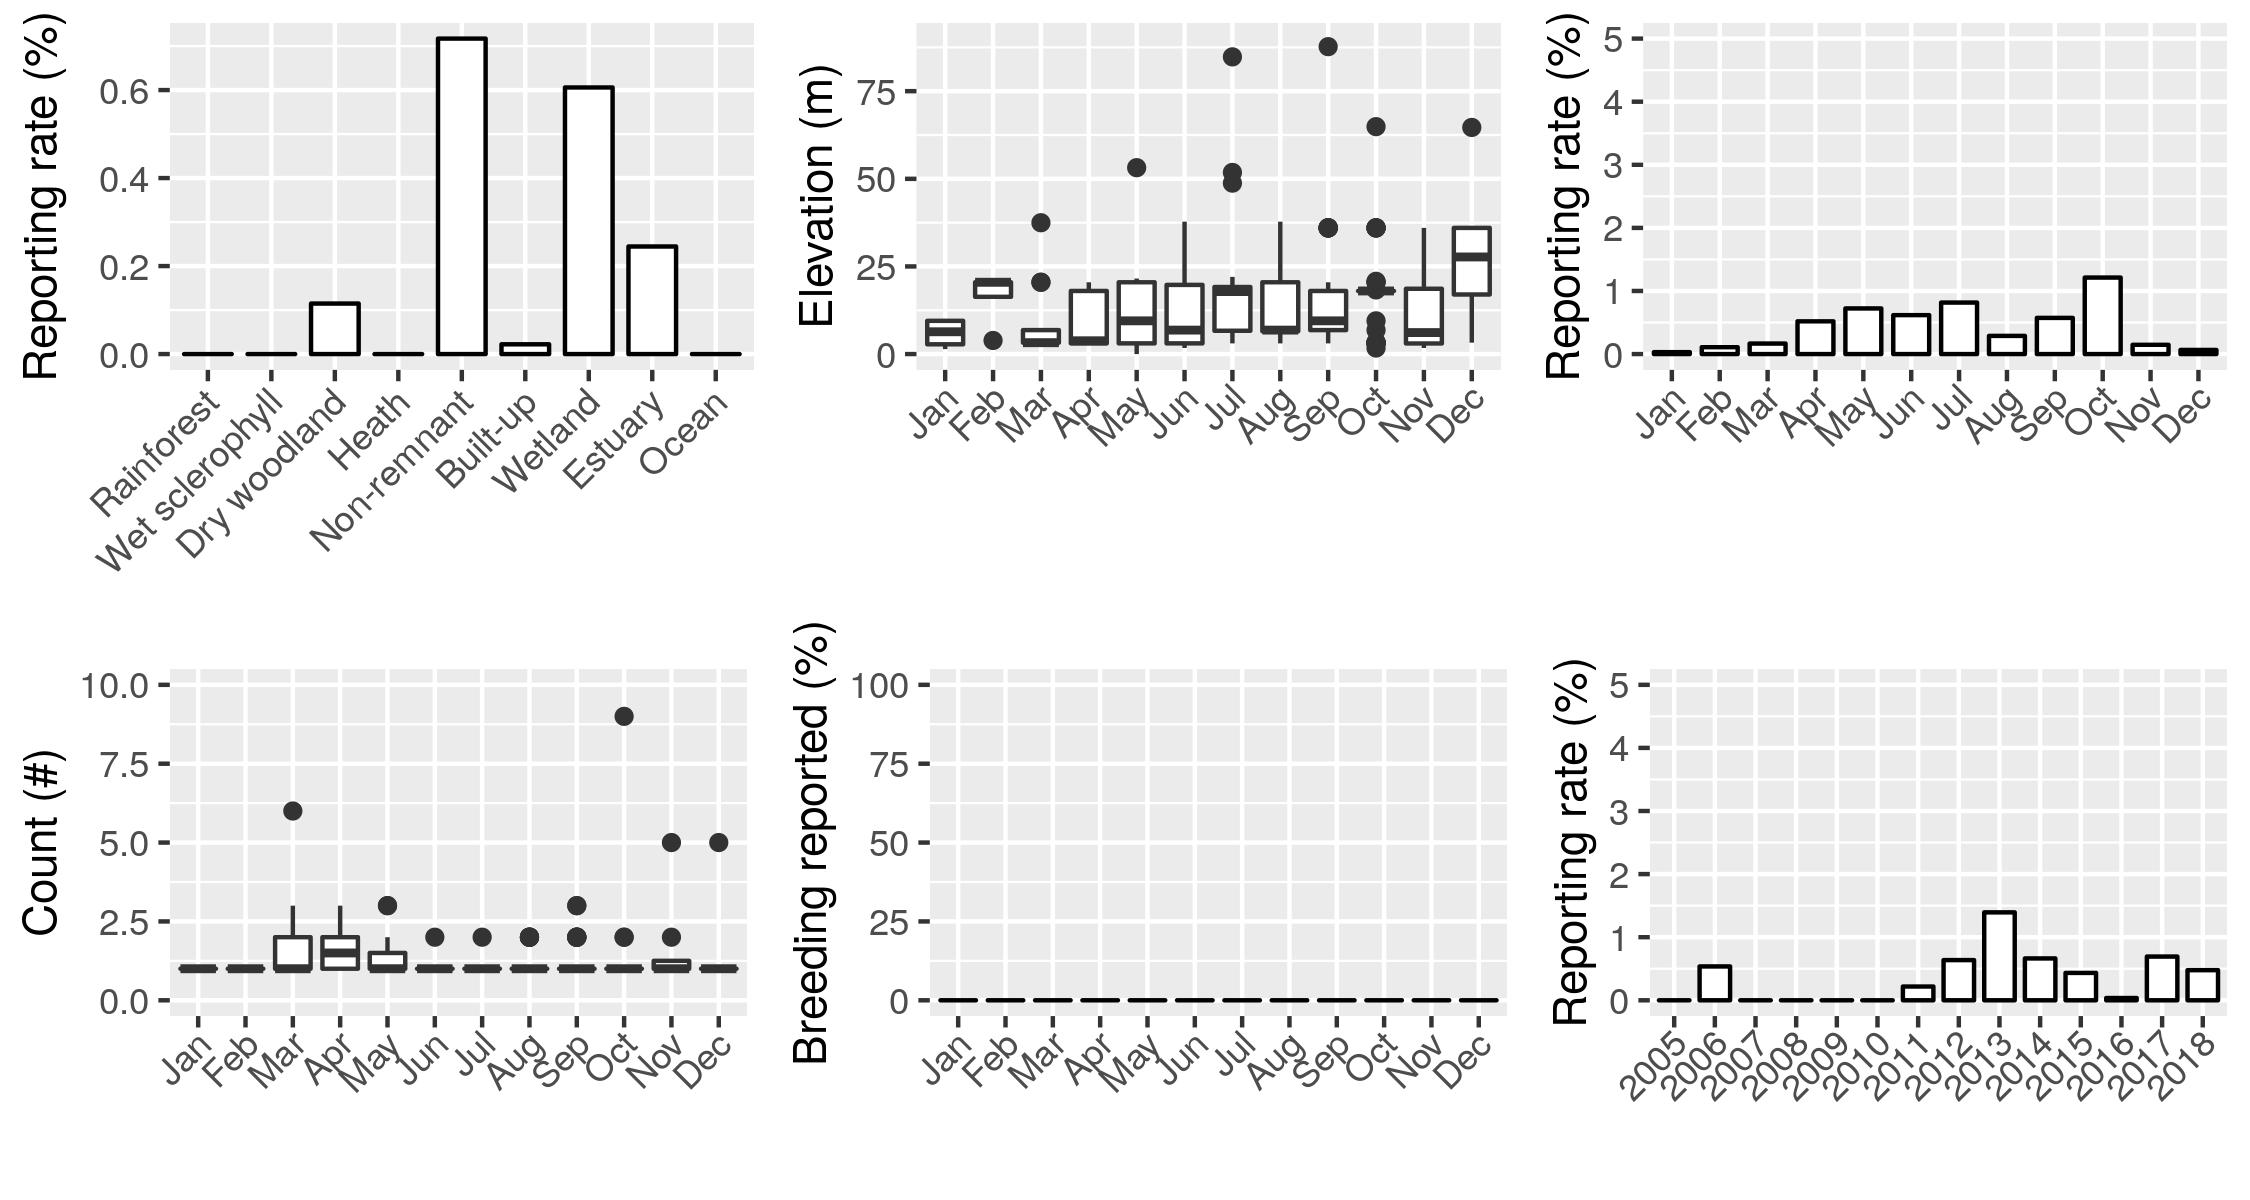 Reporting rate (%)
0.6
0.4
0.2
0.0
Rainforest
Wet sclerophyll
Dry woodland
Heath
Non-remnant
Built-up
Wetland
Estuary
Ocean
Elevation (m)
75
50
25
0
Jan
Feb
Mar
Apr
May
Jun
Jul
Aug
Sep
Oct
Nov
Dec
Reporting rate (%)
5
4
3
2
1
0
Jan
Feb
Mar
Apr
May
Jun
Jul
Aug
Sep
Oct
Nov
Dec
Count (#)
10.0
7.5
5.0
2.5
0.0
Jan
Feb
Mar
Apr
May
Jun
Jul
Aug
Sep
Oct
Nov
Dec
Breeding reported (%)
100
75
50
25
0
Jan
Feb
Mar
Apr
May
Jun
Jul
Aug
Sep
Oct
Nov
Dec
Reporting rate (%)
5
4
3
2
1
0
2005
2006
2007
2008
2009
2010
2011
2012
2013
2014
2015
2016
2017
2018